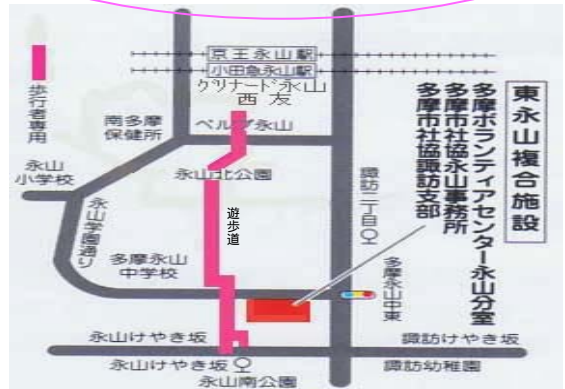 京王永山駅
小田急永山駅
グリナード永山
西友
ベルブ永山
歩行者専用
南多摩
保健所
永山
小学校
永山北公園
永山学園通り
遊歩道
多摩永山
中学校
諏訪二丁目
多摩永山中東
東永山複合施設
多摩ボランティアセンター永山分室
多摩市社協永山事務所
多摩市社協諏訪支部
永山けやき坂
諏訪けやき坂
永山けやき坂
諏訪幼稚園
永山南公園